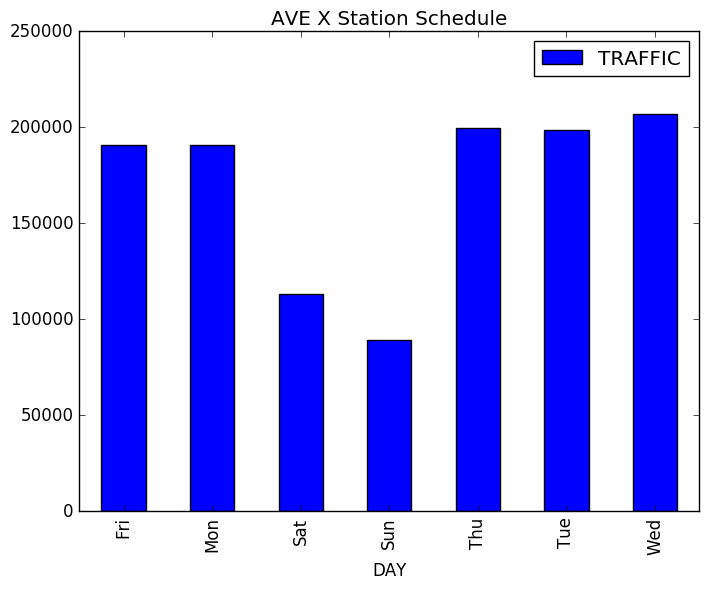 AVE X Station Schedule
TRAFFIC
250000
200000
150000
100000
50000
0
Fri
Mon
Sat
Sun
Thu
Tue
Wed
DAY